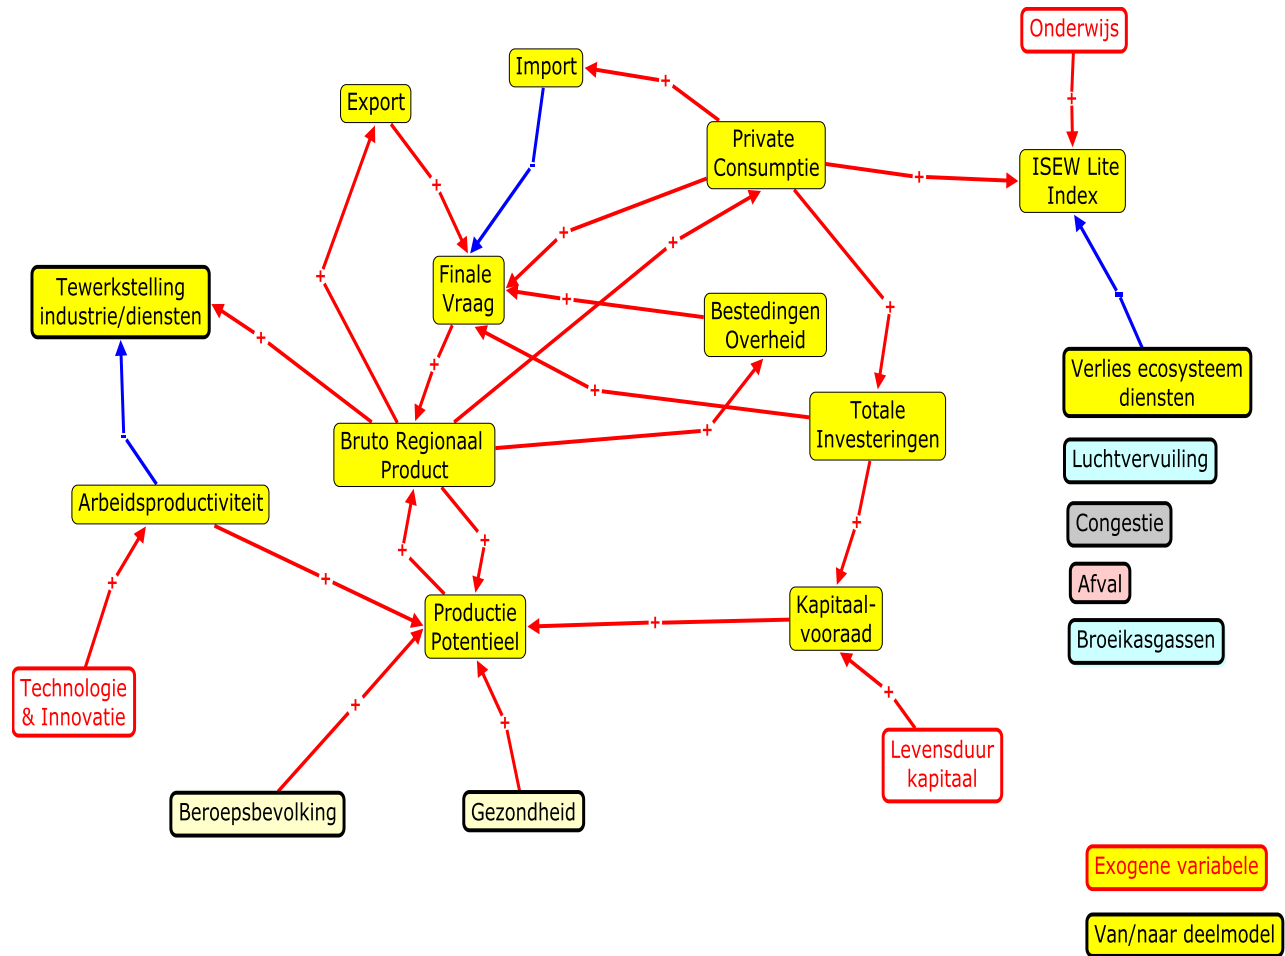 Onderwijs
Import
Export
Private
Consumptie
ISEW Lite
Index
Finale
Vraag
Tewerkstelling
industrie/diensten
Bestedingen
Overheid
Verlies ecosysteem
diensten
Totale
Investeringen
Bruto Regionaal
Product
Luchtvervuiling
Arbeidsproductiviteit
Congestie
Afval
Productie
Potentieel
Kapitaal-
vooraad
Broeikasgassen
Technologie
& Innovatie
Levensduur
kapitaal
Beroepsbevolking
Gezondheid
Exogene variabele
Van/naar deelmodel